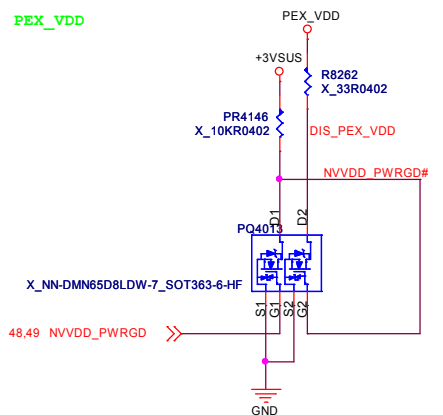 PEX_VDD
PEX_VDD
+3VSUS
R8262
X_33R0402
PR4146
X_10KR0402
DIS_PEX_VDD
NVVDD_PWRGD#
D1
D2
PQ4013
X_NN-DMN65D8LDW-7_SOT363-6-HF
S1
G1
S2
G2
48,49 NVVDD_PWRGD
GND